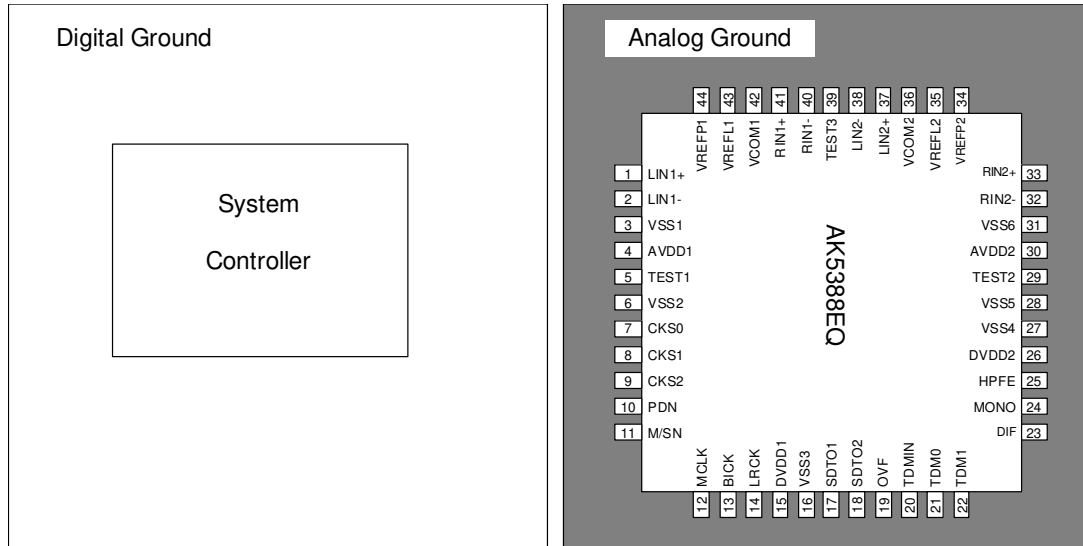 Digital Ground
System
Controller
Analog Ground
44 VREFP1
43 VREFL1
42 VCOM1
41 RIN1+
40 RIN1-
39 TEST3
38 LIN2-
37 LIN2+
36 VCOM2
35 VREFL2
34 VREFP2
1 LIN1+
2 LIN1-
3 VSS1
4 AVDD1
5 TEST1
6 VSS2
7 CKS0
8 CKS1
9 CKS2
10 PDN
11 M/SN
AK5388EQ
RIN2+ 33
RIN2- 32
VSS6 31
AVDD2 30
TEST2 29
VSS5 28
VSS4 27
DVDD2 26
HPFE 25
MONO 24
DIF 23
12 MCLK
13 BICK
14 LRCK
15 DVDD1
16 VSS3
17 SDTO1
18 SDTO2
19 OVF
20 TDMIN
21 TDM0
22 TDM1